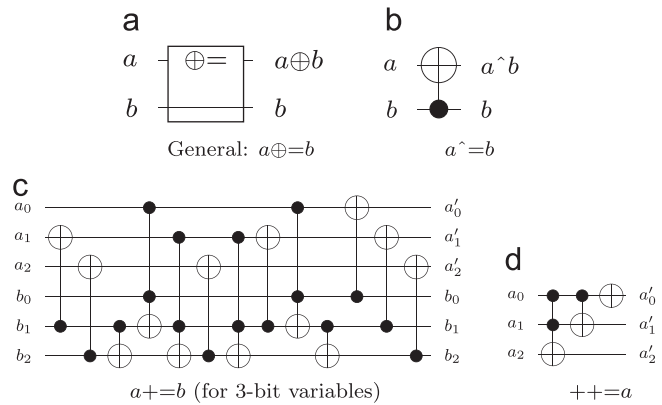 a
b
a ⊕= a⊕b
b b
General: a⊕=b
a a^b
b b
a^=b
c
a₀ a′₀
a₁ a′₁
a₂ a′₂
b₀ b₀
b₁ b₁
b₂ b₂
a+=b (for 3-bit variables)
d
a₀ a′₀
a₁ a′₁
a₂ a′₂
++=a